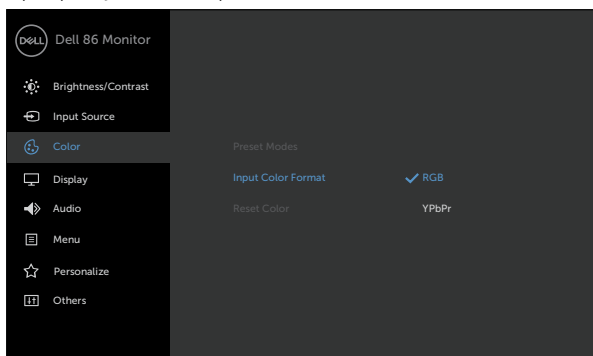 DELL Dell 86 Monitor
Brightness/Contrast
Input Source
Color
Preset Modes
Display
Input Color Format
RGB
Audio
Reset Color
YPbPr
Menu
Personalize
Others